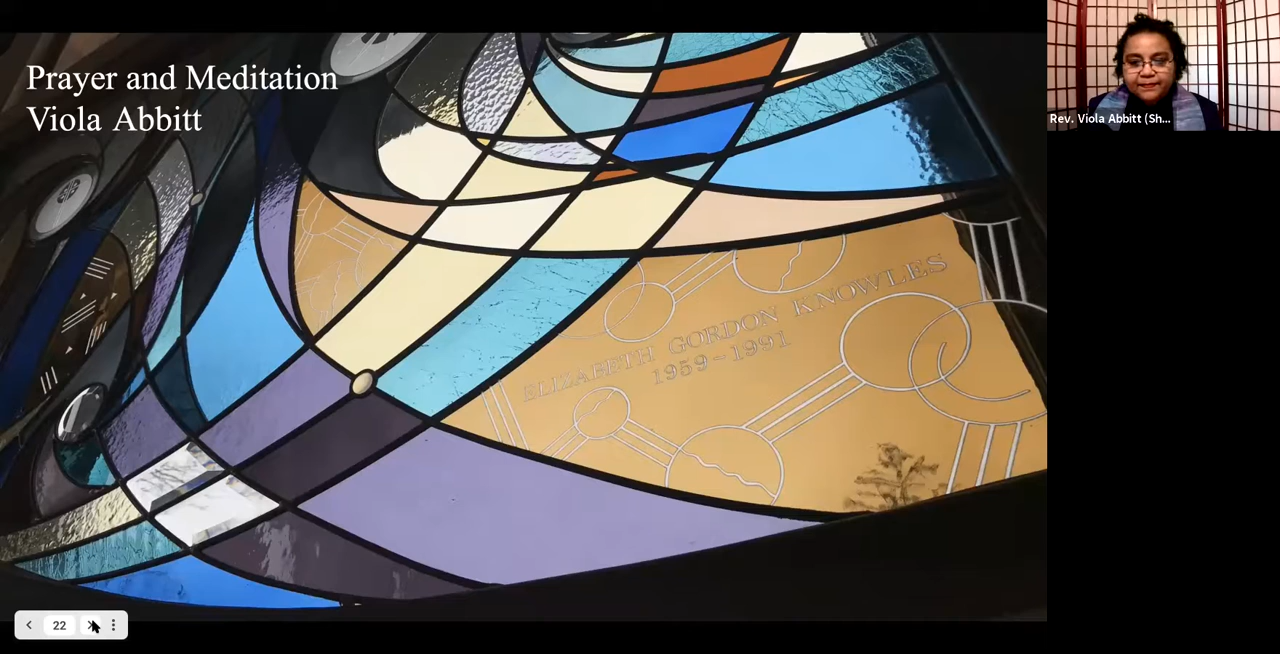 Prayer and Meditation
Viola Abbitt
Rev. Viola Abbitt (Sh...
ELIZABETH GORDON KNOWLES
1959~1991
22